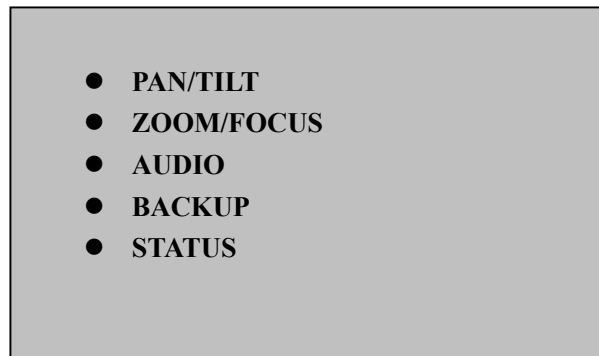 ● PAN/TILT
● ZOOM/FOCUS
● AUDIO
● BACKUP
● STATUS